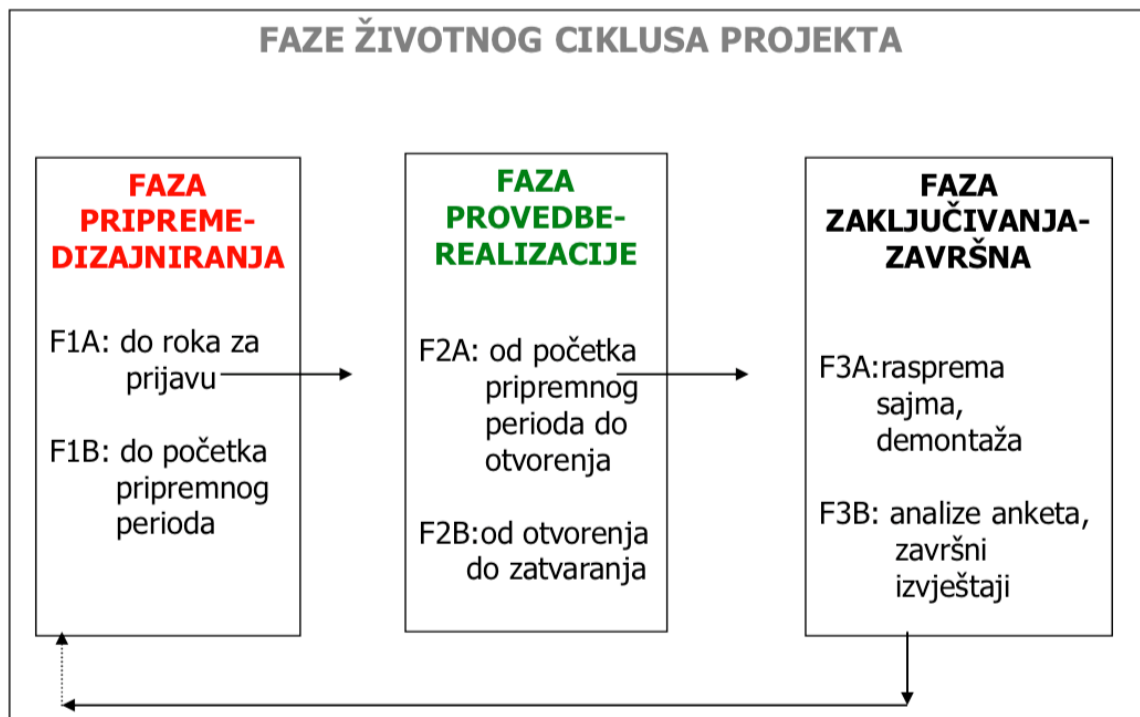 FAZE ŽIVOTNOG CIKLUSA PROJEKTA
FAZA
PRIPREME-
DIZAJNIRANJA
F1A: do roka za
prijavu
F1B: do početka
pripremnog
perioda
FAZA
PROVEDBE-
REALIZACIJE
F2A: od početka
pripremnog
perioda do
otvorenja
F2B:od otvorenja
do zatvaranja
FAZA
ZAKLJUČIVANJA-
ZAVRŠNA
F3A:rasprema
sajma,
demontaža
F3B: analize anketa,
završni
izvještaji